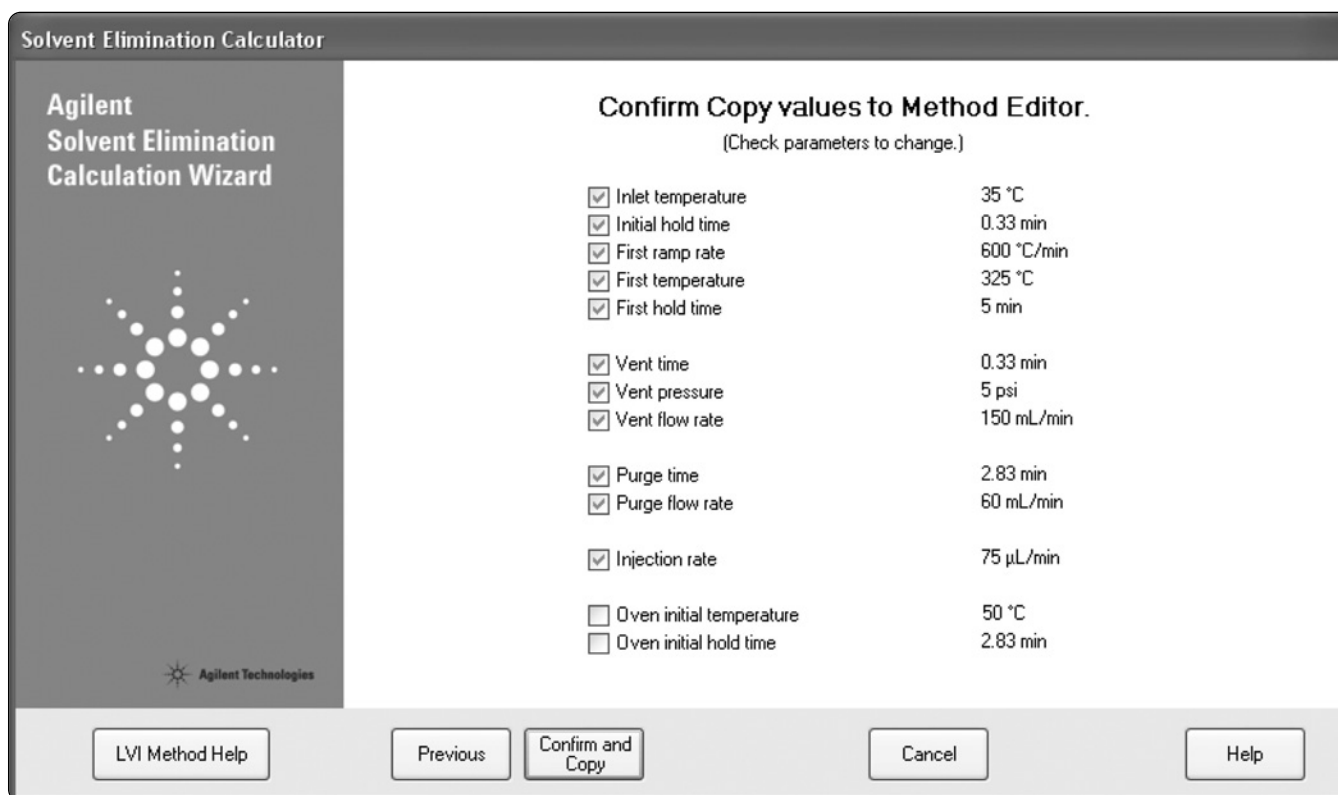 Solvent Elimination Calculator
Agilent
Solvent Elimination
Calculation Wizard
Confirm Copy values to Method Editor.
(Check parameters to change.)
Inlet temperature 35 °C
Initial hold time 0.33 min
First ramp rate 600 °C/min
First temperature 325 °C
First hold time 5 min
Vent time 0.33 min
Vent pressure 5 psi
Vent flow rate 150 mL/min
Purge time 2.83 min
Purge flow rate 60 mL/min
Injection rate 75 µL/min
Oven initial temperature 50 °C
Oven initial hold time 2.83 min
Agilent Technologies
LVI Method Help
Previous
Confirm and
Copy
Cancel
Help